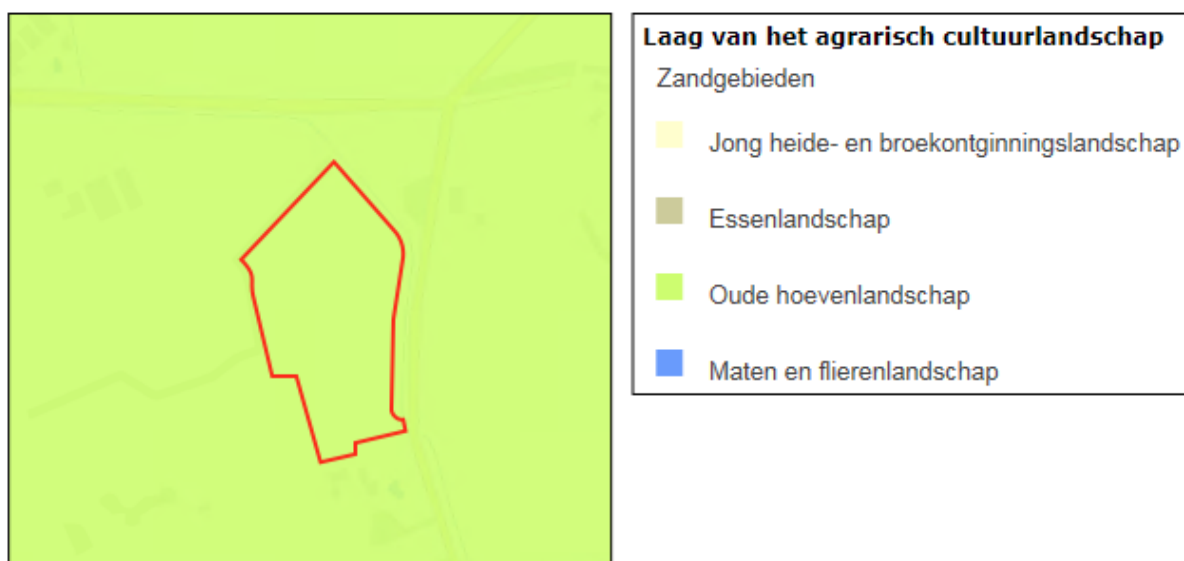 Laag van het agrarisch cultuurlandschap
Zandgebieden
Jong heide- en broekontginningslandschap
Essenlandschap
Oude hoevenlandschap
Maten en flierenlandschap